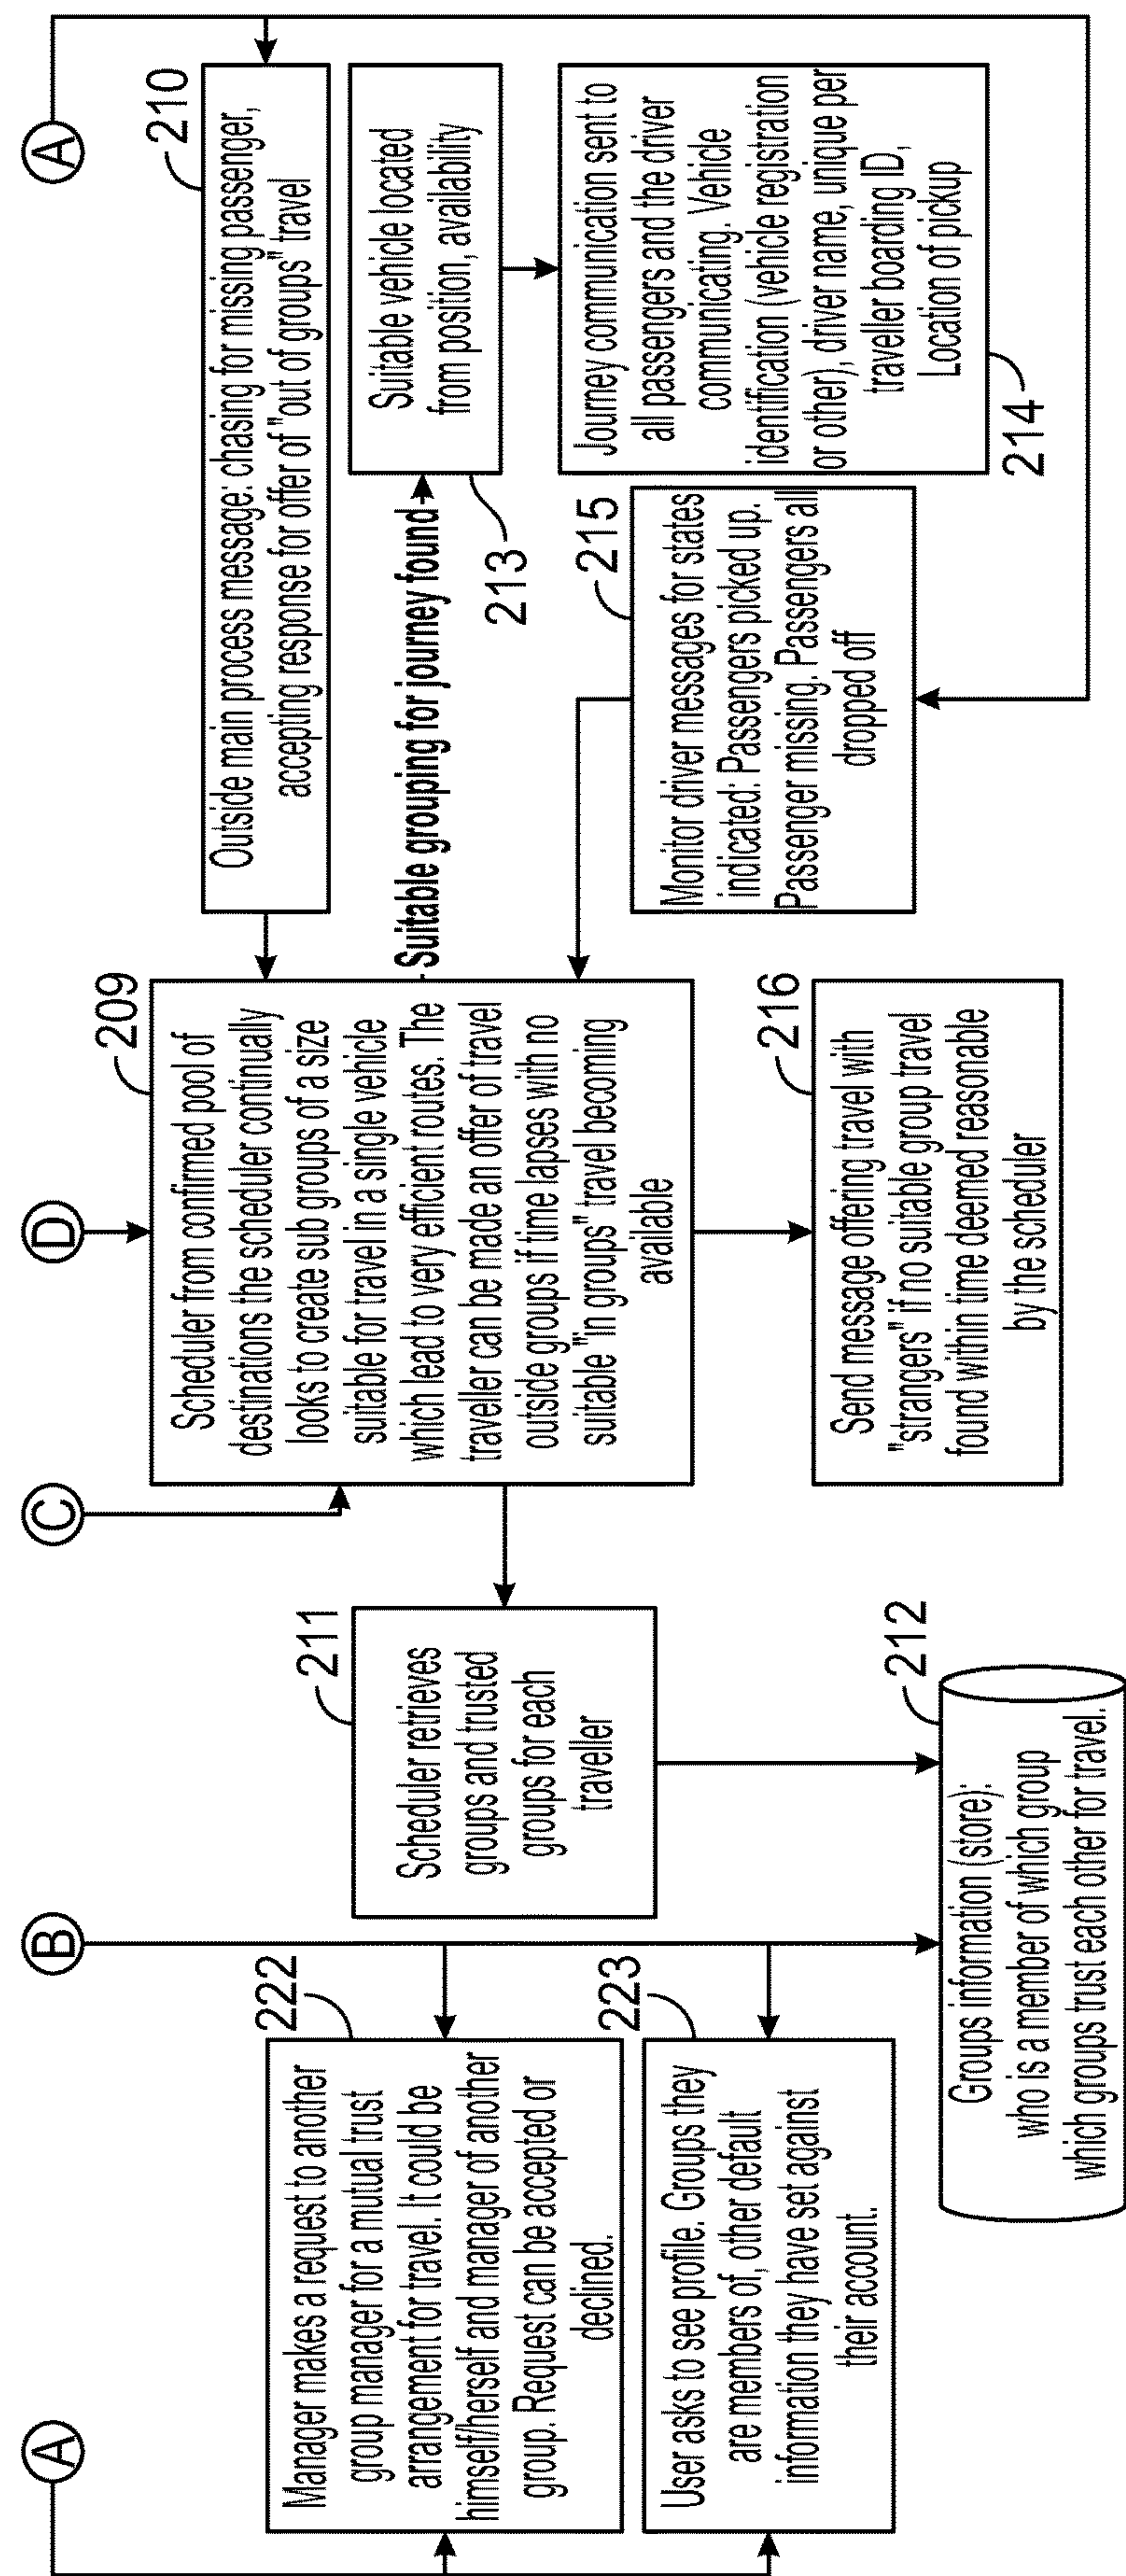 A
B
C
D
A
222
Manager makes a request to another
group manager for a mutual trust
arrangement for travel. It could be
himself/herself and manager of another
group. Request can be accepted or
declined.
223
User asks to see profile. Groups they
are members of, other default
information they have set against
their account.
211
Scheduler retrieves
groups and trusted
groups for each
traveller
212
Groups information (store):
who is a member of which group
which groups trust each other for travel.
209
Scheduler from confirmed pool of
destinations the scheduler continually
looks to create sub groups of a size
suitable for travel in a single vehicle
which lead to very efficient routes. The
traveller can be made an offer of travel
outside groups if time lapses with no
suitable "in groups" travel becoming
available
216
Send message offering travel with
"strangers" if no suitable group travel
found within time deemed reasonable
by the scheduler
210
Outside main process message: chasing for missing passenger,
accepting response for offer of "out of groups" travel
Suitable grouping for journey found
213
Suitable vehicle located
from position, availability
215
Monitor driver messages for states
indicated: Passengers picked up.
Passenger missing. Passengers all
dropped off
214
Journey communication sent to
all passengers and the driver
communicating. Vehicle
identification (vehicle registration
or other), driver name, unique per
traveller boarding ID,
Location of pickup